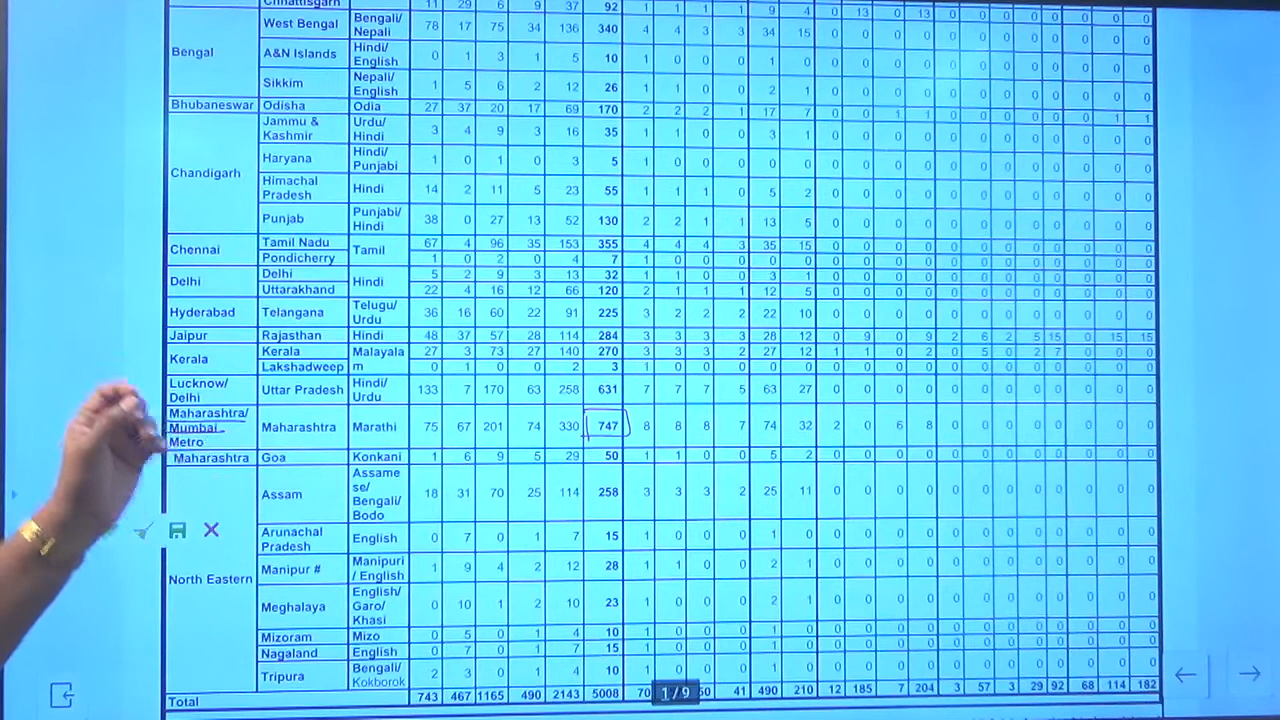 Chhattisgarh 11 29 6 9 37 92 1 1 1 1 9 4 0 13 0 13 0 0 0 0 0 0 0 0
Bengal
West Bengal Bengali/ Nepali 78 17 75 34 136 340 4 4 3 3 34 15 0 0 0 0 0 0 0 0 0 0 0 0
A&N Islands Hindi/ English 0 1 3 1 5 10 1 0 0 0 1 0 0 0 0 0 0 0 0 0 0 0 0 0
Sikkim Nepali/ English 1 5 6 2 12 26 1 1 0 0 2 1 0 0 0 0 0 0 0 0 0 0 0 0
Bhubaneswar Odisha Odia 27 37 20 17 69 170 2 2 2 1 17 7 0 0 1 1 0 0 0 0 0 0 1 1
Chandigarh
Jammu & Kashmir Urdu/ Hindi 3 4 9 3 16 35 1 1 0 0 3 1 0 0 0 0 0 0 0 0 0 0 0 0
Haryana Hindi/ Punjabi 1 0 1 0 3 5 1 0 0 0 0 0 0 0 0 0 0 0 0 0 0 0 0 0
Himachal Pradesh Hindi 14 2 11 5 23 55 1 1 1 0 5 2 0 0 0 0 0 0 0 0 0 0 0 0
Punjab Punjabi/ Hindi 38 0 27 13 52 130 2 2 1 1 13 5 0 0 0 0 0 0 0 0 0 0 0 0
Chennai Tamil Nadu Tamil 67 4 96 35 153 355 4 4 4 3 35 15 0 0 0 0 0 0 0 0 0 0 0 0
Pondicherry 1 0 2 0 4 7 1 0 0 0 0 0 0 0 0 0 0 0 0 0 0 0 0 0
Delhi Delhi Hindi 5 2 9 3 13 32 1 1 0 0 3 1 0 0 0 0 0 0 0 0 0 0 0 0
Uttarakhand 22 4 16 12 66 120 2 1 1 1 12 5 0 0 0 0 0 0 0 0 0 0 0 0
Hyderabad Telangana Telugu/ Urdu 36 16 60 22 91 225 3 2 2 2 22 10 0 0 0 0 0 0 0 0 0 0 0 0
Jaipur Rajasthan Hindi 48 37 57 28 114 284 3 3 3 3 28 12 0 9 0 9 2 6 2 5 15 0 15 15
Kerala Kerala Malayala m 27 3 73 27 140 270 3 3 3 2 27 12 1 1 0 2 0 5 0 2 7 0 0 0
Lakshadweep 0 1 0 0 2 3 1 0 0 0 0 0 0 0 0 0 0 0 0 0 0 0 0 0
Lucknow/ Delhi Uttar Pradesh Hindi/ Urdu 133 7 170 63 258 631 7 7 7 5 63 27 0 0 0 0 0 0 0 0 0 0 0 0
Maharashtra/ Mumbai Metro Maharashtra Marathi 75 67 201 74 330 747 8 8 8 7 74 32 2 0 6 8 0 0 0 0 0 0 0 0
Maharashtra Goa Konkani 1 6 9 5 29 50 1 1 0 0 5 2 0 0 0 0 0 0 0 0 0 0 0 0
North Eastern
Assam Assame se/ Bengali/ Bodo 18 31 70 25 114 258 3 3 3 2 25 11 0 0 0 0 0 0 0 0 0 0 0 0
Arunachal Pradesh English 0 7 0 1 7 15 1 0 0 0 1 0 0 0 0 0 0 0 0 0 0 0 0 0
Manipur # Manipuri / English 1 9 4 2 12 28 1 1 0 0 2 1 0 0 0 0 0 0 0 0 0 0 0 0
Meghalaya English/ Garo/ Khasi 0 10 1 2 10 23 1 0 0 0 2 1 0 0 0 0 0 0 0 0 0 0 0 0
Mizoram Mizo 0 5 0 1 4 10 1 0 0 0 1 0 0 0 0 0 0 0 0 0 0 0 0 0
Nagaland English 0 7 0 1 7 15 1 0 0 0 1 0 0 0 0 0 0 0 0 0 0 0 0 0
Tripura Bengali/ Kokborok 2 3 0 1 4 10 1 0 0 0 1 0 0 0 0 0 0 0 0 0 0 0 0 0
Total 743 467 1165 490 2143 5008 70 41 490 210 12 185 7 204 3 57 3 29 92 68 114 182
1 / 9